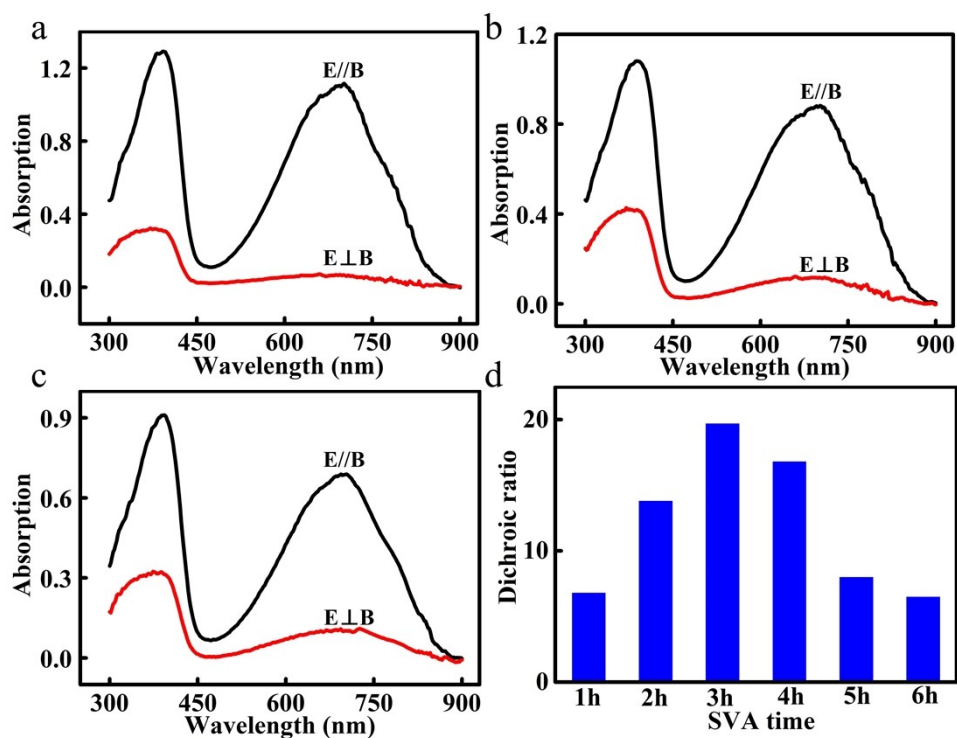 a
1.2
0.8
0.4
0.0
Absorption
E//B
E⊥B
300 450 600 750 900
Wavelength (nm)
b
1.2
0.8
0.4
0.0
Absorption
E//B
E⊥B
300 450 600 750 900
Wavelength (nm)
c
0.9
0.6
0.3
0.0
Absorption
E//B
E⊥B
300 450 600 750 900
Wavelength (nm)
d
20
10
0
Dichroic ratio
1h 2h 3h 4h 5h 6h
SVA time